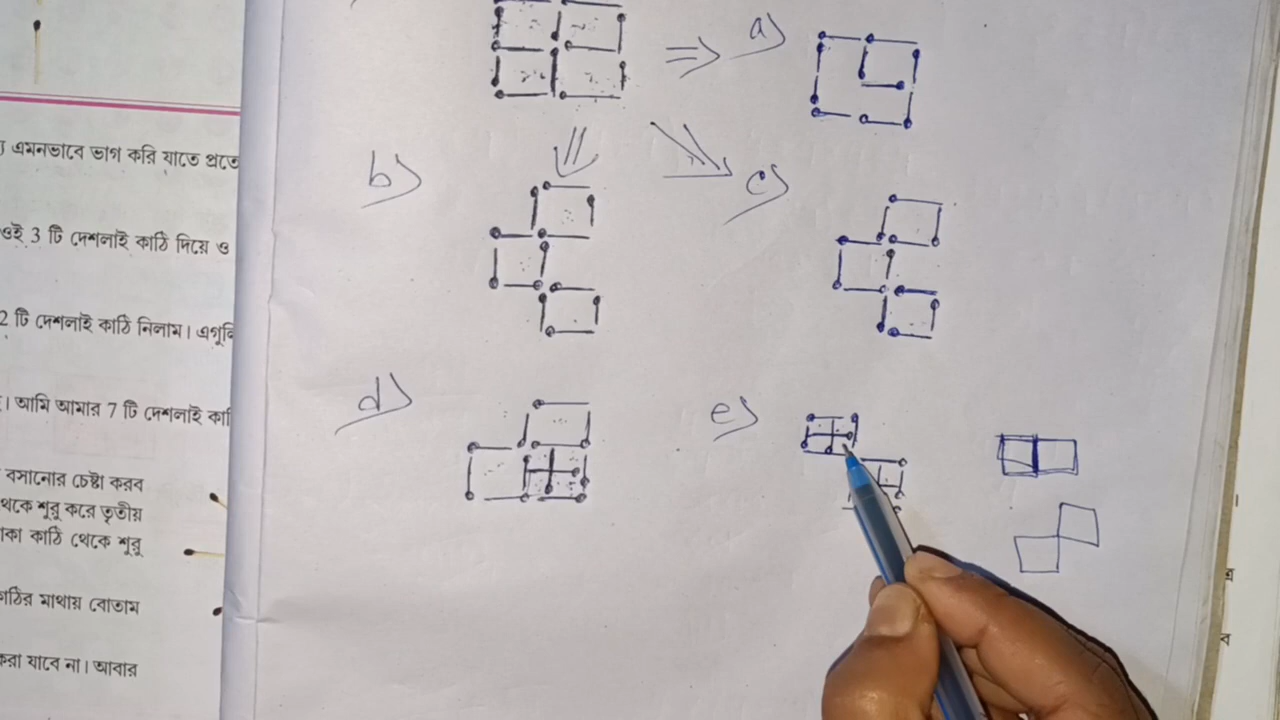 a)
্য এমনভাবে ভাগ করি যাতে প্রতে
b)
c)
ওই 3 টি দেশলাই কাঠি দিয়ে ও
2 টি দেশলাই কাঠি নিলাম। এগুলি
d)
e)
। আমি আমার 7 টি দেশলাই কাঠি
বসানোর চেষ্টা করব
থেকে শুরু করে তৃতীয়
কাঠি থেকে শুরু
কাঠির মাথায় বোতাম
করা যাবে না। আবার